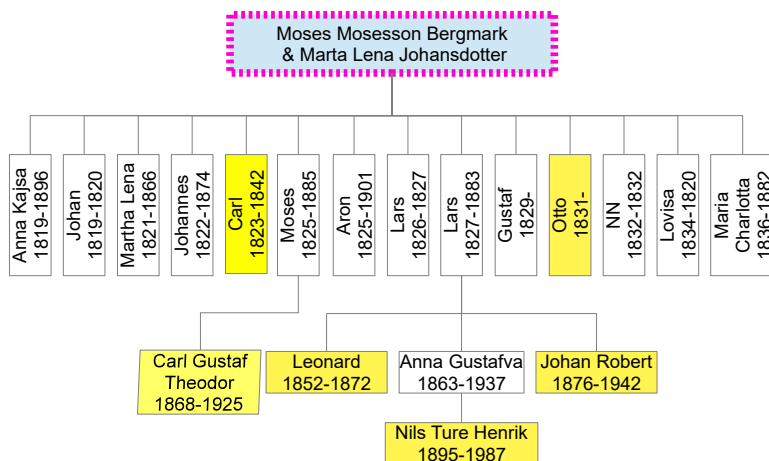 Moses Mosesson Bergmark
& Marta Lena Johansdotter
Anna Kajsa
1819-1896
Johan
1819-1820
Martha Lena
1821-1866
Johannes
1822-1874
Carl
1823-1842
Moses
1825-1885
Aron
1825-1901
Lars
1826-1827
Lars
1827-1883
Gustaf
1829-
Otto
1831-
NN
1832-1832
Lovisa
1834-1820
Maria
Charlotta
1836-1882
Carl Gustaf
Theodor
1868-1925
Leonard
1852-1872
Anna Gustafva
1863-1937
Johan Robert
1876-1942
Nils Ture Henrik
1895-1987